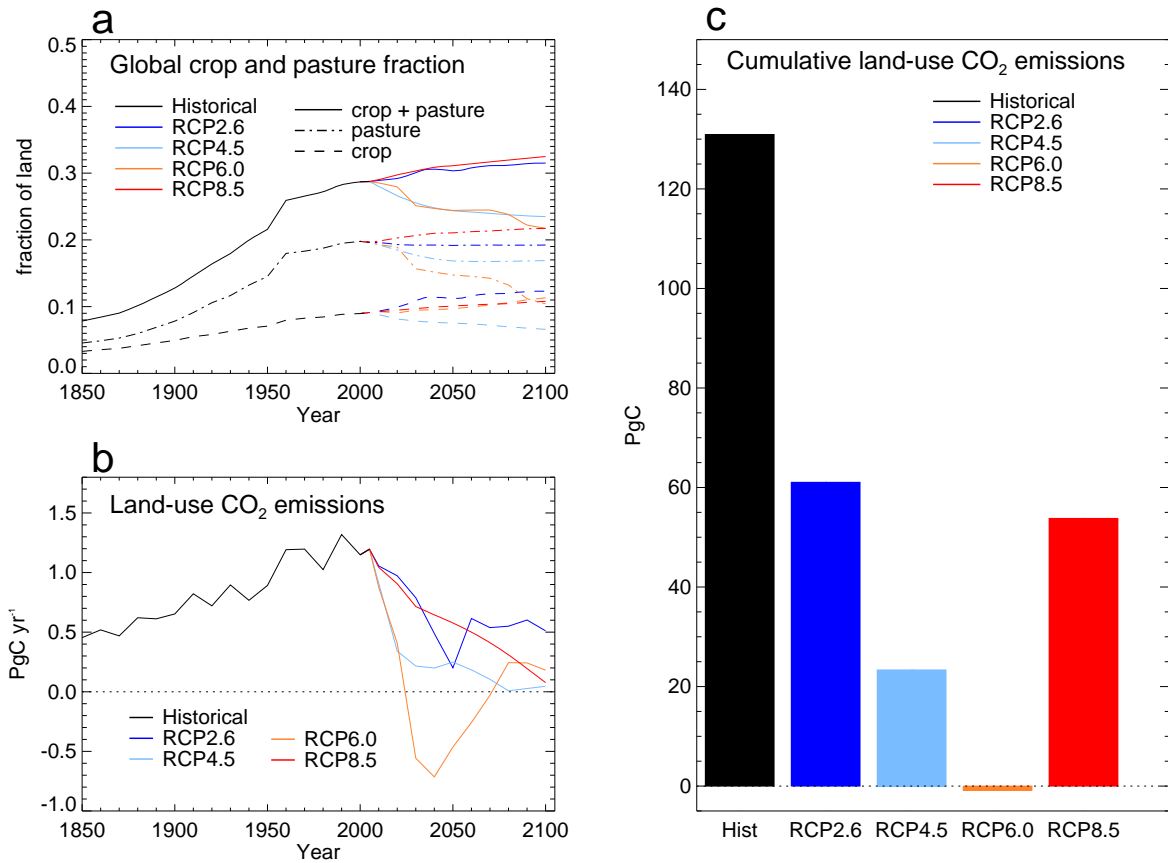 a
Global crop and pasture fraction
Historical
RCP2.6
RCP4.5
RCP6.0
RCP8.5
crop + pasture
pasture
crop
fraction of land
0.5
0.4
0.3
0.2
0.1
0.0
1850 1900 1950 2000 2050 2100
Year
b
Land-use CO₂ emissions
PgC yr⁻¹
1.5
1.0
0.5
0.0
-0.5
-1.0
Historical
RCP2.6
RCP4.5
RCP6.0
RCP8.5
1850 1900 1950 2000 2050 2100
Year
c
Cumulative land-use CO₂ emissions
Historical
RCP2.6
RCP4.5
RCP6.0
RCP8.5
PgC
140
120
100
80
60
40
20
0
Hist RCP2.6 RCP4.5 RCP6.0 RCP8.5